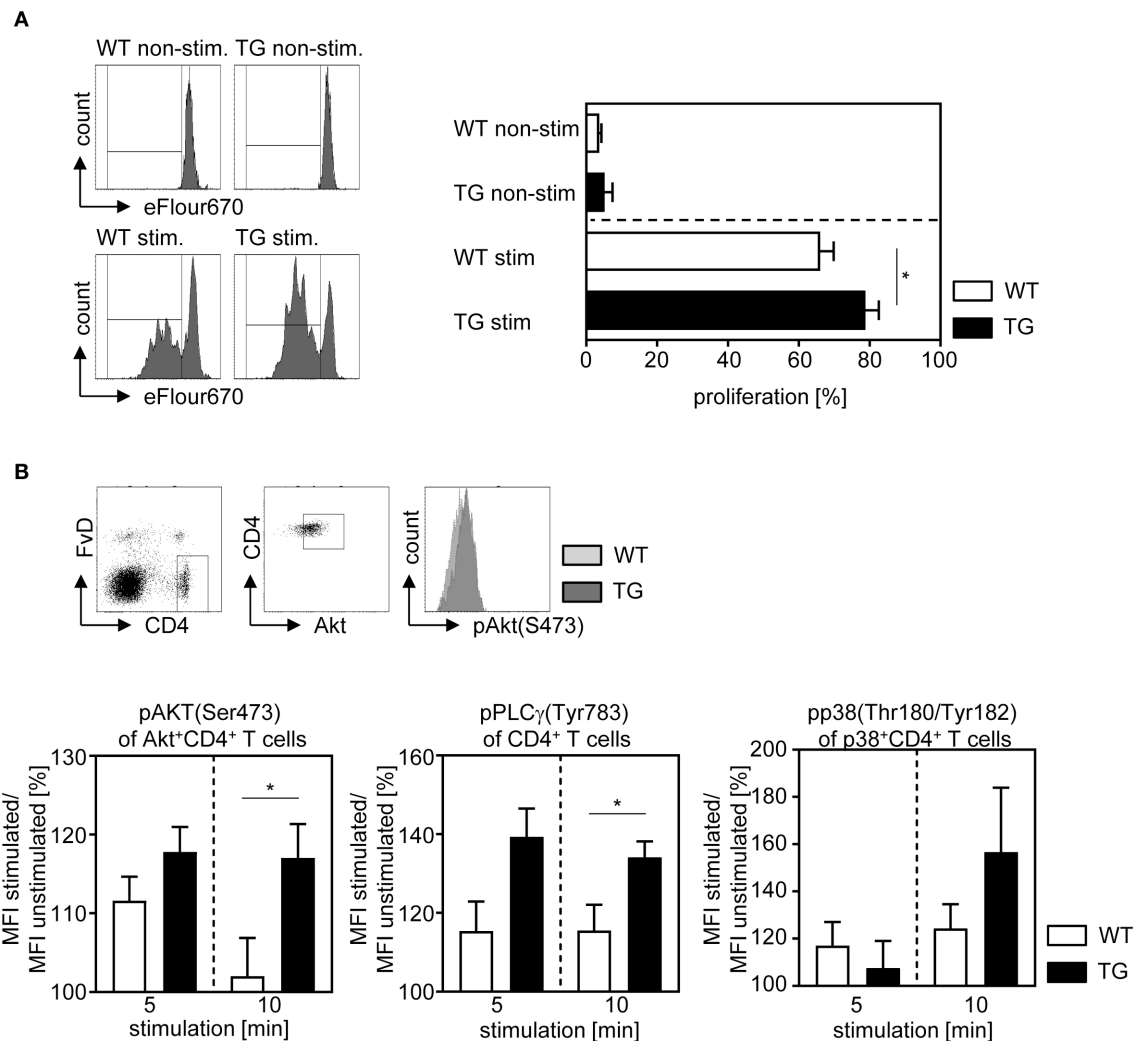 A
WT non-stim. TG non-stim.
count
eFlour670
WT stim. TG stim.
count
eFlour670
WT non-stim
TG non-stim
WT stim
TG stim
*
WT
TG
0 20 40 60 80 100
proliferation [%]
B
FvD
CD4
CD4
Akt
count
pAkt(S473)
WT
TG
pAKT(Ser473)
of Akt⁺CD4⁺ T cells
MFI stimulated/
MFI unstimulated [%]
130
120
110
100
*
5 10
stimulation [min]
pPLCγ(Tyr783)
of CD4⁺ T cells
MFI stimulated/
MFI unstimulated [%]
160
140
120
100
*
5 10
stimulation [min]
pp38(Thr180/Tyr182)
of p38⁺CD4⁺ T cells
MFI stimulated/
MFI unstimulated [%]
200
180
160
140
120
100
5 10
stimulation [min]
WT
TG